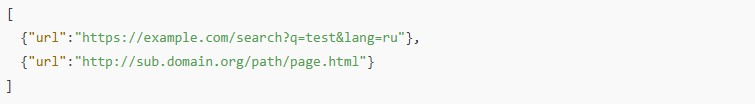 [
{"url":"https://example.com/search?q=test&lang=ru"},
{"url":"http://sub.domain.org/path/page.html"}
]